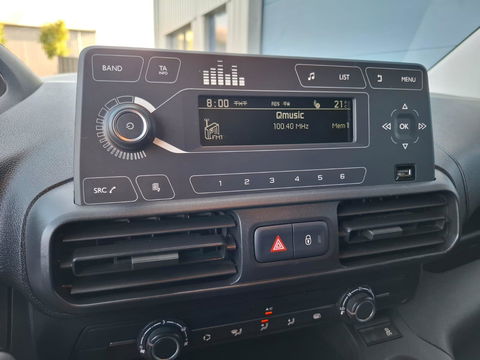 BAND
TA
INFO
LIST
MENU
8:00 21
Qmusic
100.40 MHz Mem 1
FM1
OK
SRC
1 2 3 4 5 6
A/C